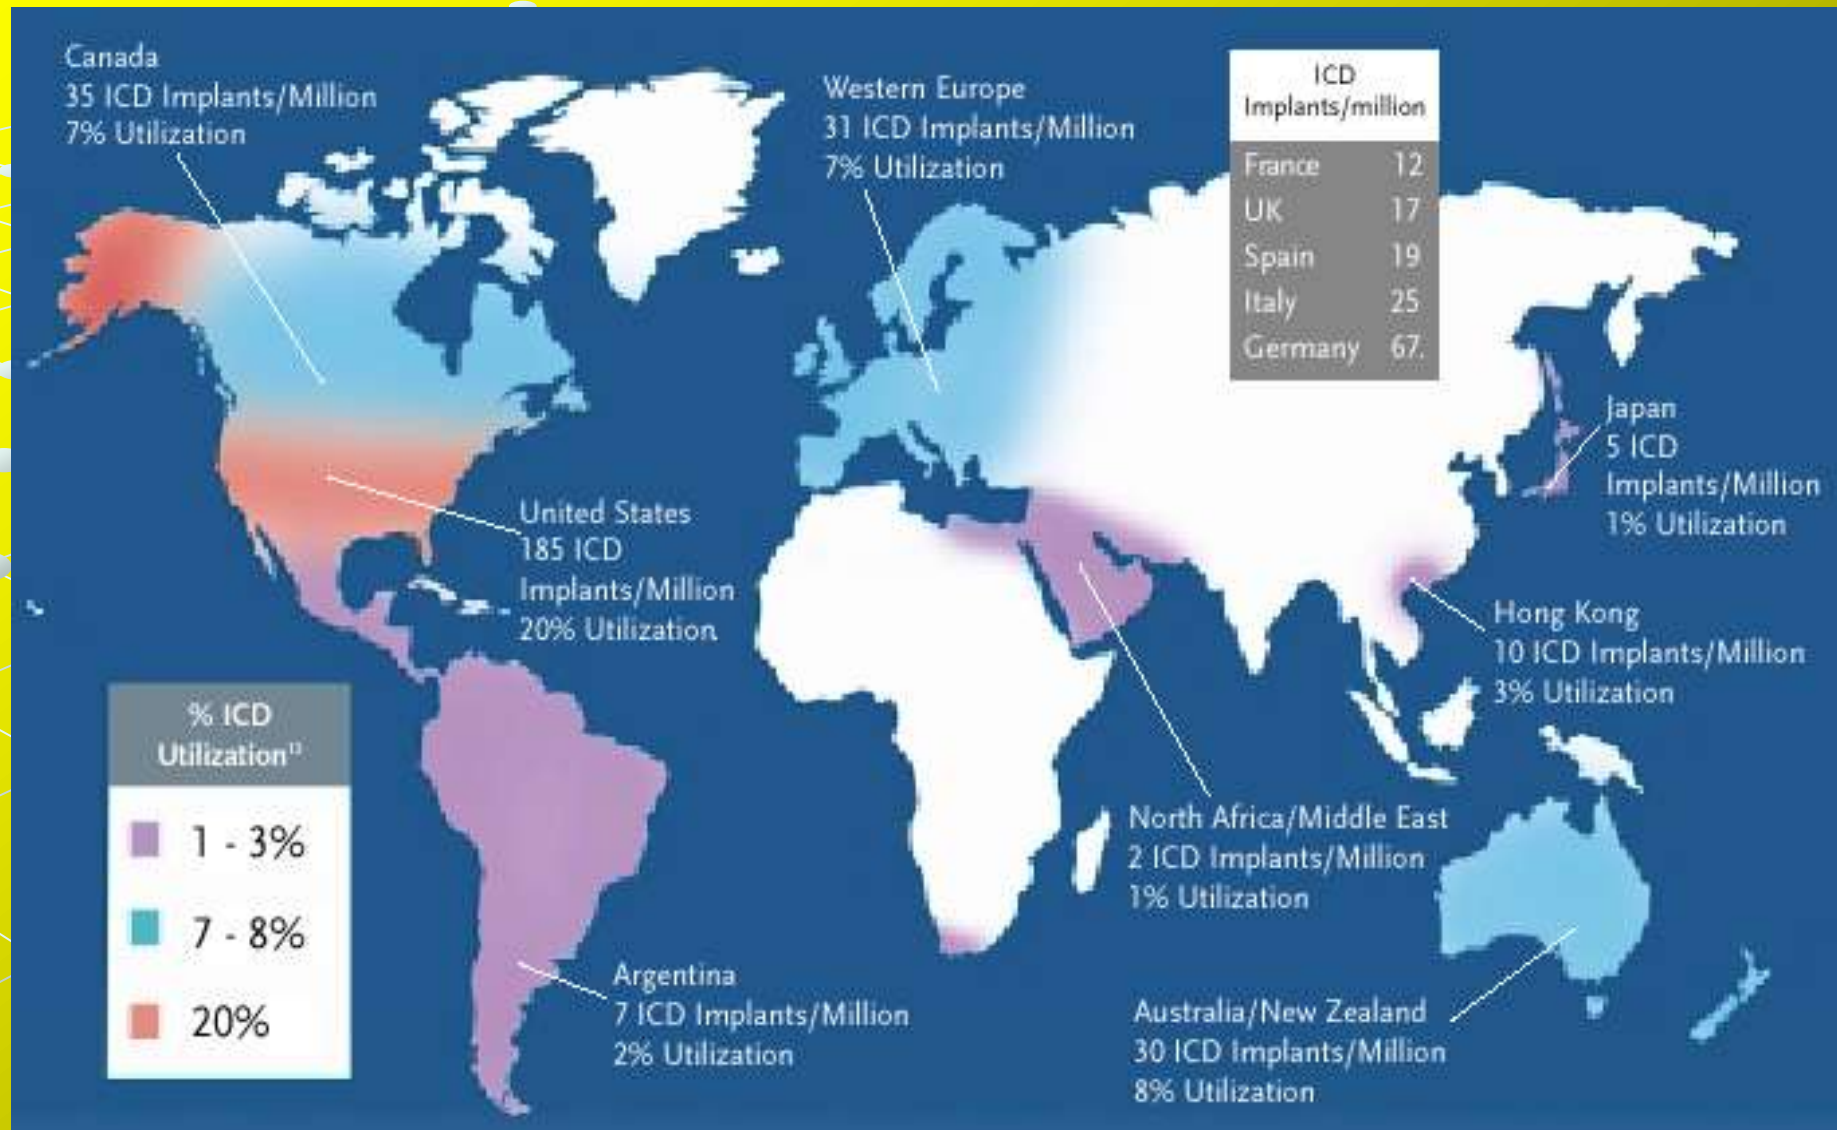 Canada
35 ICD Implants/Million
7% Utilization
Western Europe
31 ICD Implants/Million
7% Utilization
ICD
Implants/million
France 12
UK 17
Spain 19
Italy 25
Germany 67.
Japan
5 ICD
Implants/Million
1% Utilization
United States
185 ICD
Implants/Million
20% Utilization
Hong Kong
10 ICD Implants/Million
3% Utilization
% ICD
Utilization¹³
1 - 3%
7 - 8%
20%
North Africa/Middle East
2 ICD Implants/Million
1% Utilization
Argentina
7 ICD Implants/Million
2% Utilization
Australia/New Zealand
30 ICD Implants/Million
8% Utilization